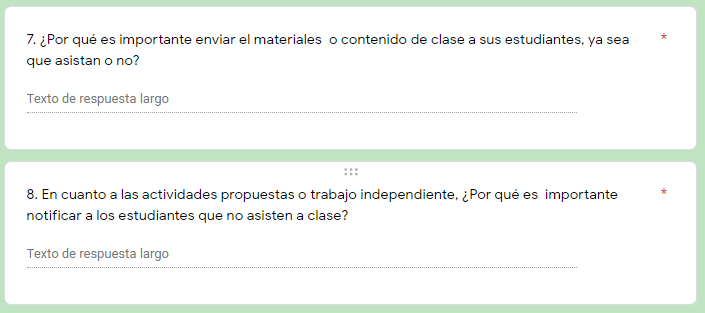 7. ¿Por qué es importante enviar el materiales  o contenido de clase a sus estudiantes, ya sea *
que asistan o no?
Texto de respuesta largo
8. En cuanto a las actividades propuestas o trabajo independiente, ¿Por qué es  importante *
notificar a los estudiantes que no asisten a clase?
Texto de respuesta largo